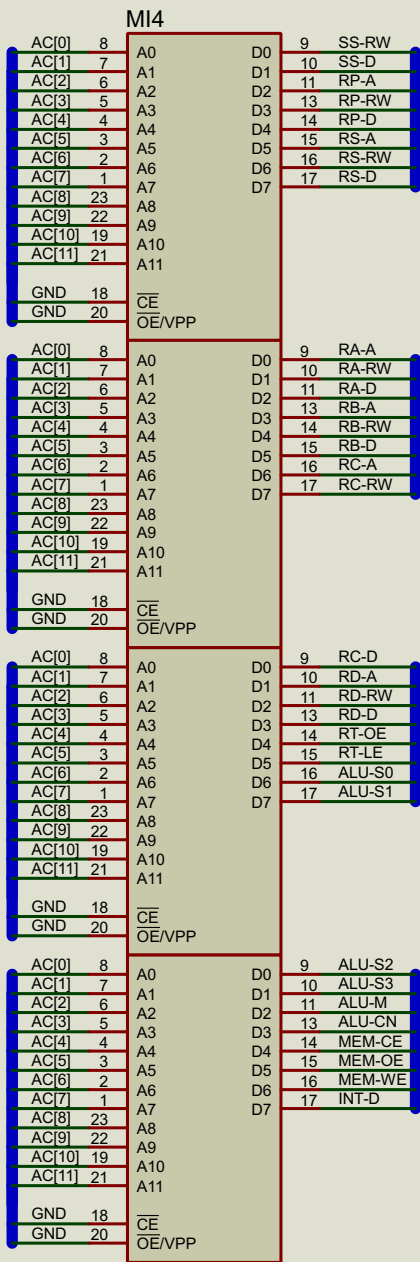 MI4
AC[0] 8 A0 D0 9 SS-RW
AC[1] 7 A1 D1 10 SS-D
AC[2] 6 A2 D2 11 RP-A
AC[3] 5 A3 D3 13 RP-RW
AC[4] 4 A4 D4 14 RP-D
AC[5] 3 A5 D5 15 RS-A
AC[6] 2 A6 D6 16 RS-RW
AC[7] 1 A7 D7 17 RS-D
AC[8] 23 A8
AC[9] 22 A9
AC[10] 19 A10
AC[11] 21 A11
GND 18 CE
GND 20 OE/VPP
AC[0] 8 A0 D0 9 RA-A
AC[1] 7 A1 D1 10 RA-RW
AC[2] 6 A2 D2 11 RA-D
AC[3] 5 A3 D3 13 RB-A
AC[4] 4 A4 D4 14 RB-RW
AC[5] 3 A5 D5 15 RB-D
AC[6] 2 A6 D6 16 RC-A
AC[7] 1 A7 D7 17 RC-RW
AC[8] 23 A8
AC[9] 22 A9
AC[10] 19 A10
AC[11] 21 A11
GND 18 CE
GND 20 OE/VPP
AC[0] 8 A0 D0 9 RC-D
AC[1] 7 A1 D1 10 RD-A
AC[2] 6 A2 D2 11 RD-RW
AC[3] 5 A3 D3 13 RD-D
AC[4] 4 A4 D4 14 RT-OE
AC[5] 3 A5 D5 15 RT-LE
AC[6] 2 A6 D6 16 ALU-S0
AC[7] 1 A7 D7 17 ALU-S1
AC[8] 23 A8
AC[9] 22 A9
AC[10] 19 A10
AC[11] 21 A11
GND 18 CE
GND 20 OE/VPP
AC[0] 8 A0 D0 9 ALU-S2
AC[1] 7 A1 D1 10 ALU-S3
AC[2] 6 A2 D2 11 ALU-M
AC[3] 5 A3 D3 13 ALU-CN
AC[4] 4 A4 D4 14 MEM-CE
AC[5] 3 A5 D5 15 MEM-OE
AC[6] 2 A6 D6 16 MEM-WE
AC[7] 1 A7 D7 17 INT-D
AC[8] 23 A8
AC[9] 22 A9
AC[10] 19 A10
AC[11] 21 A11
GND 18 CE
GND 20 OE/VPP